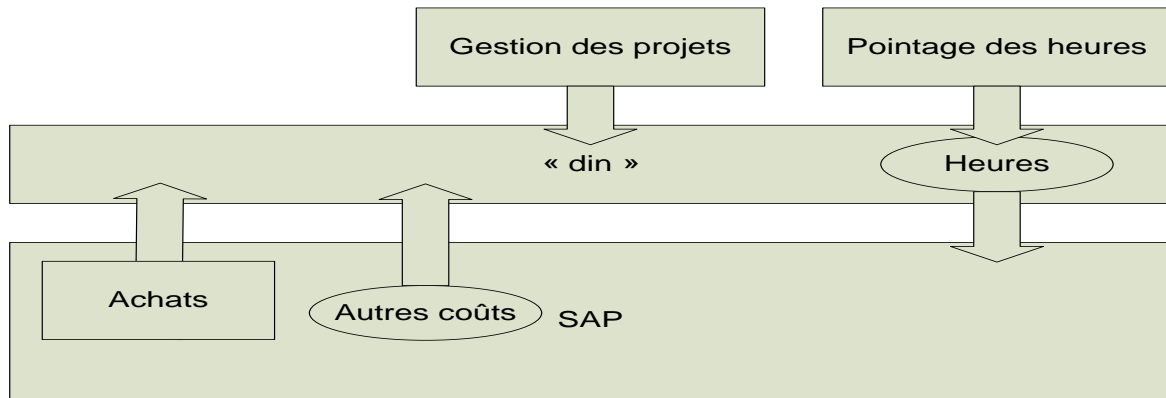 Gestion des projets
Pointage des heures
« din »
Heures
Achats
Autres coûts
SAP